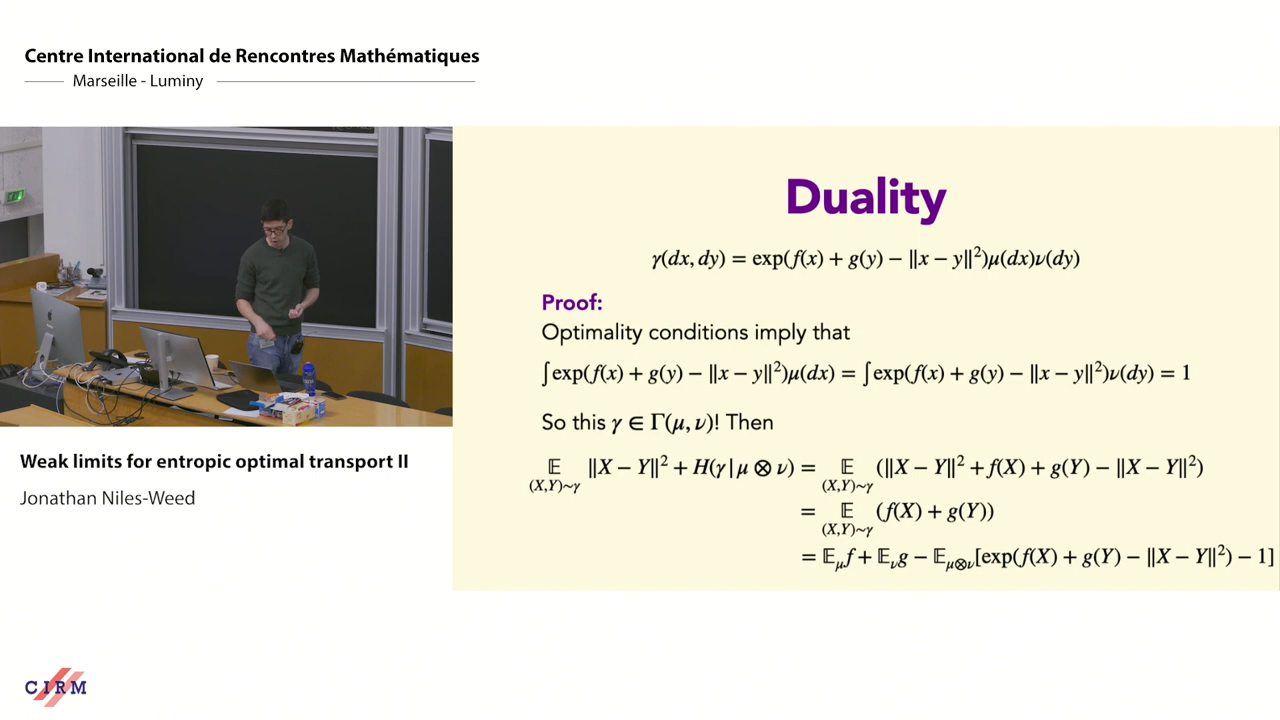 Centre International de Rencontres Mathématiques
Marseille - Luminy
Duality
γ(dx, dy) = exp(f(x) + g(y) − ∥x − y∥²)μ(dx)ν(dy)
Proof:
Optimality conditions imply that
∫exp(f(x) + g(y) − ∥x − y∥²)μ(dx) = ∫exp(f(x) + g(y) − ∥x − y∥²)ν(dy) = 1
So this γ ∈ Γ(μ, ν)! Then
𝔼 ∥X − Y∥² + H(γ | μ ⊗ ν) = 𝔼 (∥X − Y∥² + f(X) + g(Y) − ∥X − Y∥²)
(X,Y)∼γ (X,Y)∼γ
= 𝔼 (f(X) + g(Y))
(X,Y)∼γ
= 𝔼_μ f + 𝔼_ν g − 𝔼_{μ⊗ν}[exp(f(X) + g(Y) − ∥X − Y∥²) − 1]
Weak limits for entropic optimal transport II
Jonathan Niles-Weed
CIRM